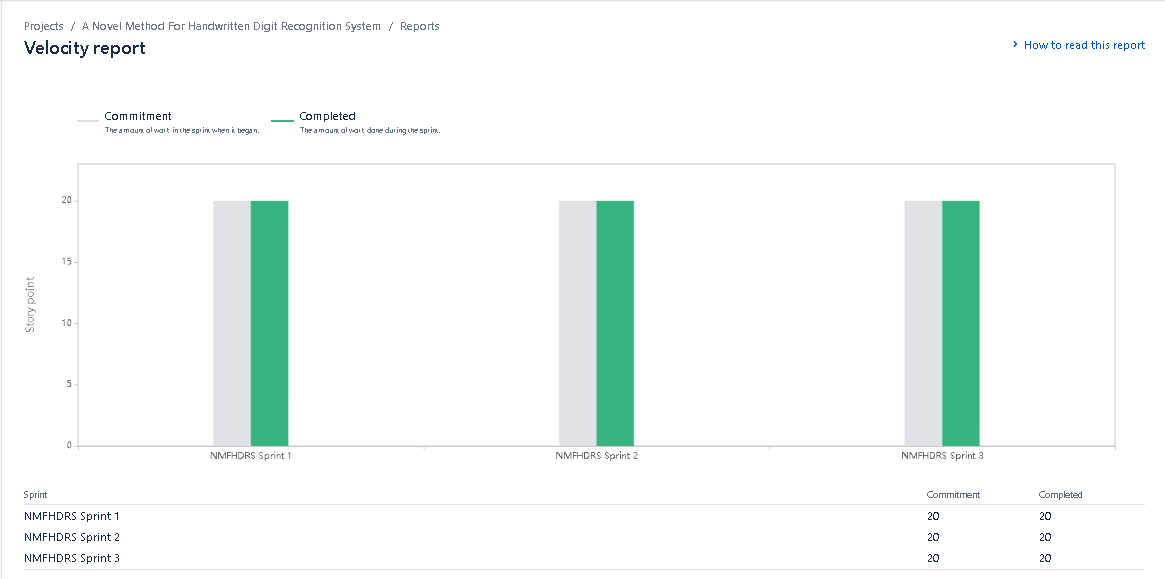 Projects / A Novel Method For Handwritten Digit Recognition System / Reports
Velocity report
How to read this report
Commitment
The amount of work in the sprint when it began.
Completed
The amount of work done during the sprint.
Story point
20
15
10
5
0
NMFHDRS Sprint 1
NMFHDRS Sprint 2
NMFHDRS Sprint 3
Sprint Commitment Completed
NMFHDRS Sprint 1 20 20
NMFHDRS Sprint 2 20 20
NMFHDRS Sprint 3 20 20